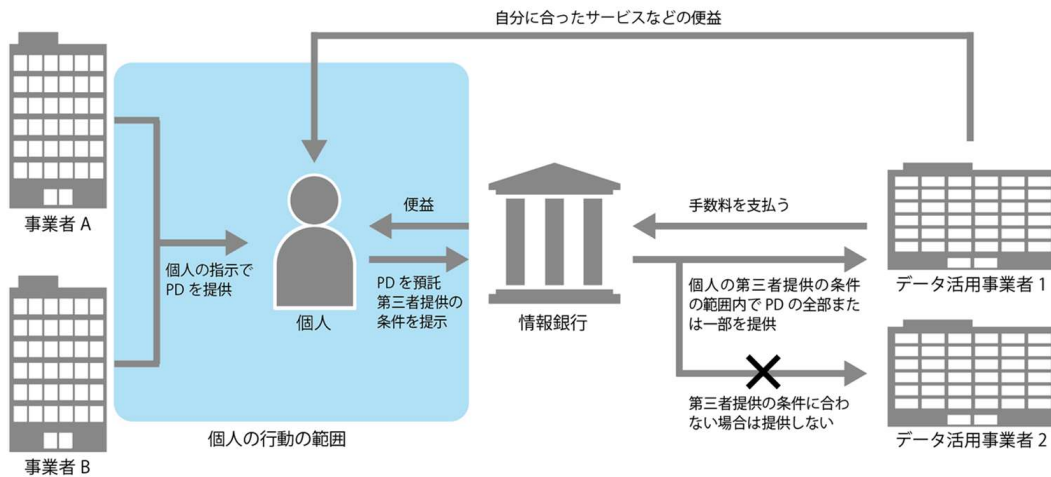 自分に合ったサービスなどの便益
事業者 A
個人の指示で
PD を提供
個人
便益
PD を預託
第三者提供の
条件を提示
情報銀行
手数料を支払う
個人の第三者提供の条件
の範囲内で PD の全部また
は一部を提供
データ活用事業者 1
第三者提供の条件に合わ
ない場合は提供しない
データ活用事業者 2
個人の行動の範囲
事業者 B